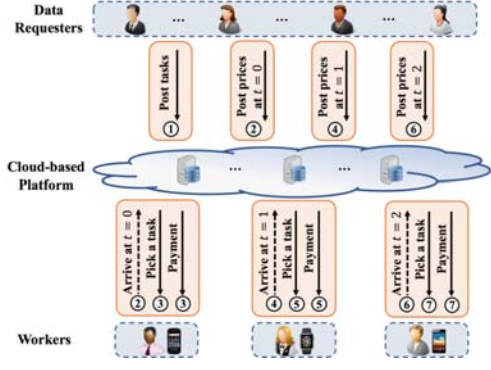 Data
Requesters
... ... ...
Post tasks
①
Post prices
at t = 0
②
Post prices
at t = 1
④
Post prices
at t = 2
⑥
Cloud-based
Platform
... ...
Arrive at t = 0
②
Pick a task
③
Payment
③
Arrive at t = 1
④
Pick a task
⑤
Payment
⑤
Arrive at t = 2
⑥
Pick a task
⑦
Payment
⑦
Workers